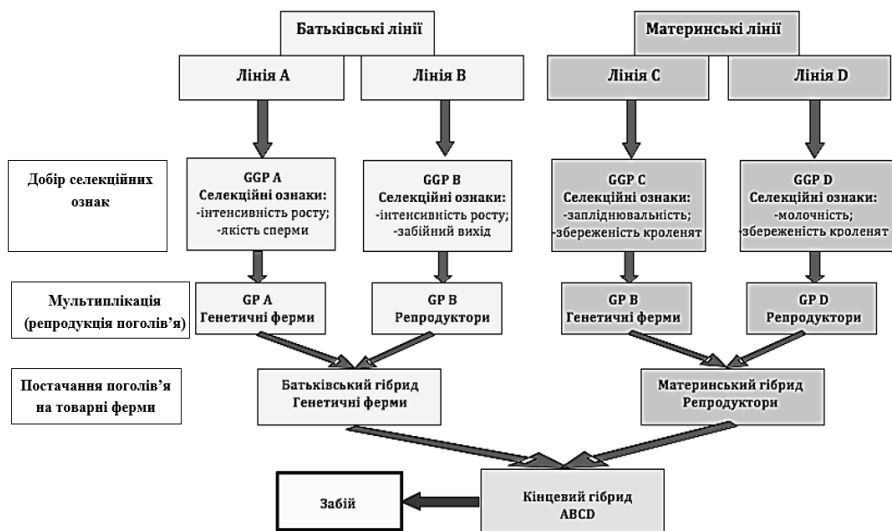 Батьківські лінії
Материнські лінії
Лінія А
Лінія В
Лінія С
Лінія D
Добір селекційних
ознак
GGP A
Селекційні ознаки:
-інтенсивність росту;
-якість сперми
GGP B
Селекційні ознаки:
-інтенсивність росту;
-забійний вихід
GGP C
Селекційні ознаки:
-запліднювальність;
-збереженість кроленят
GGP D
Селекційні ознаки:
-молочність;
-збереженість кроленят
Мультиплікація
(репродукція поголів’я)
GP A
Генетичні ферми
GP B
Репродуктори
GP B
Генетичні ферми
GP D
Репродуктори
Постачання поголів’я
на товарні ферми
Батьківський гібрид
Генетичні ферми
Материнський гібрид
Репродуктори
Забій
Кінцевий гібрид
ABCD